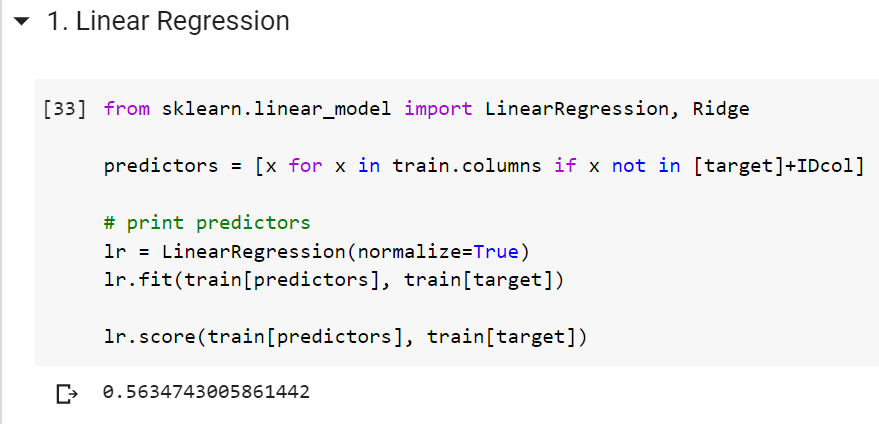 1. Linear Regression
[33] from sklearn.linear_model import LinearRegression, Ridge
predictors = [x for x in train.columns if x not in [target]+IDcol]
# print predictors
lr = LinearRegression(normalize=True)
lr.fit(train[predictors], train[target])
lr.score(train[predictors], train[target])
0.5634743005861442